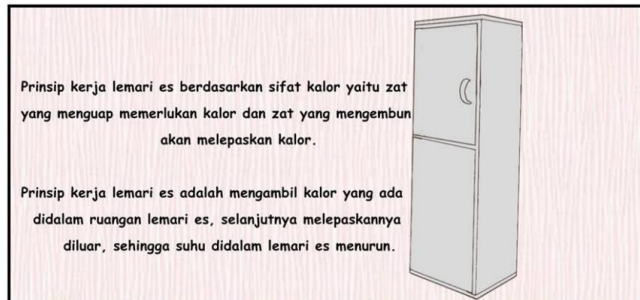 Prinsip kerja lemari es berdasarkan sifat kalor yaitu zat
yang menguap memerlukan kalor dan zat yang mengembun
akan melepaskan kalor.
Prinsip kerja lemari es adalah mengambil kalor yang ada
didalam ruangan lemari es, selanjutnya melepaskannya
diluar, sehingga suhu didalam lemari es menurun.